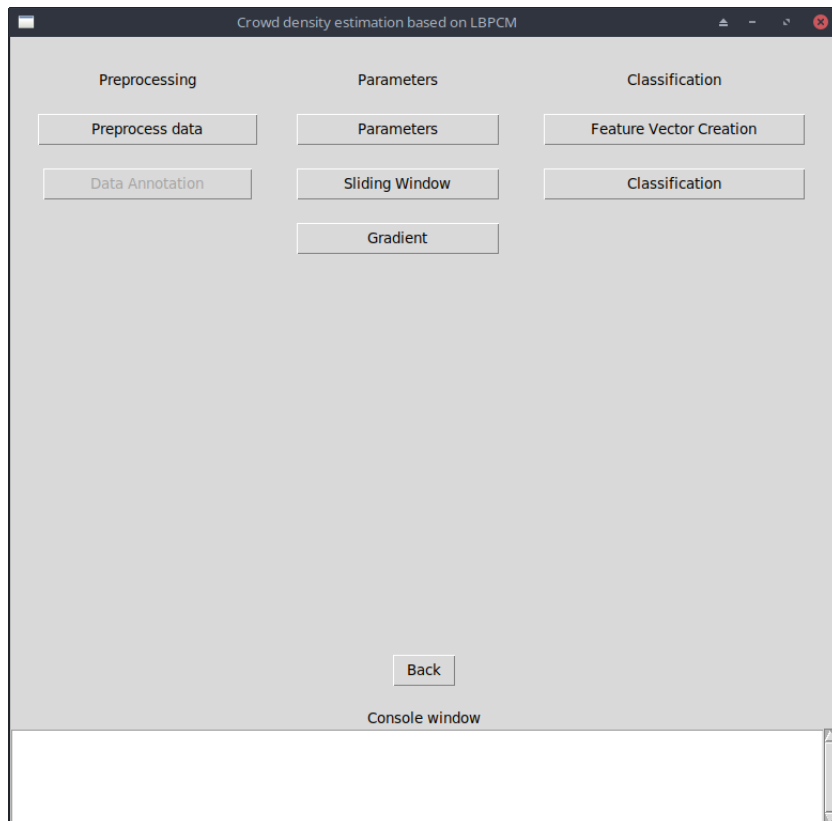 Crowd density estimation based on LBPCM
Preprocessing Parameters Classification
Preprocess data Parameters Feature Vector Creation
Data Annotation Sliding Window Classification
Gradient
Back
Console window